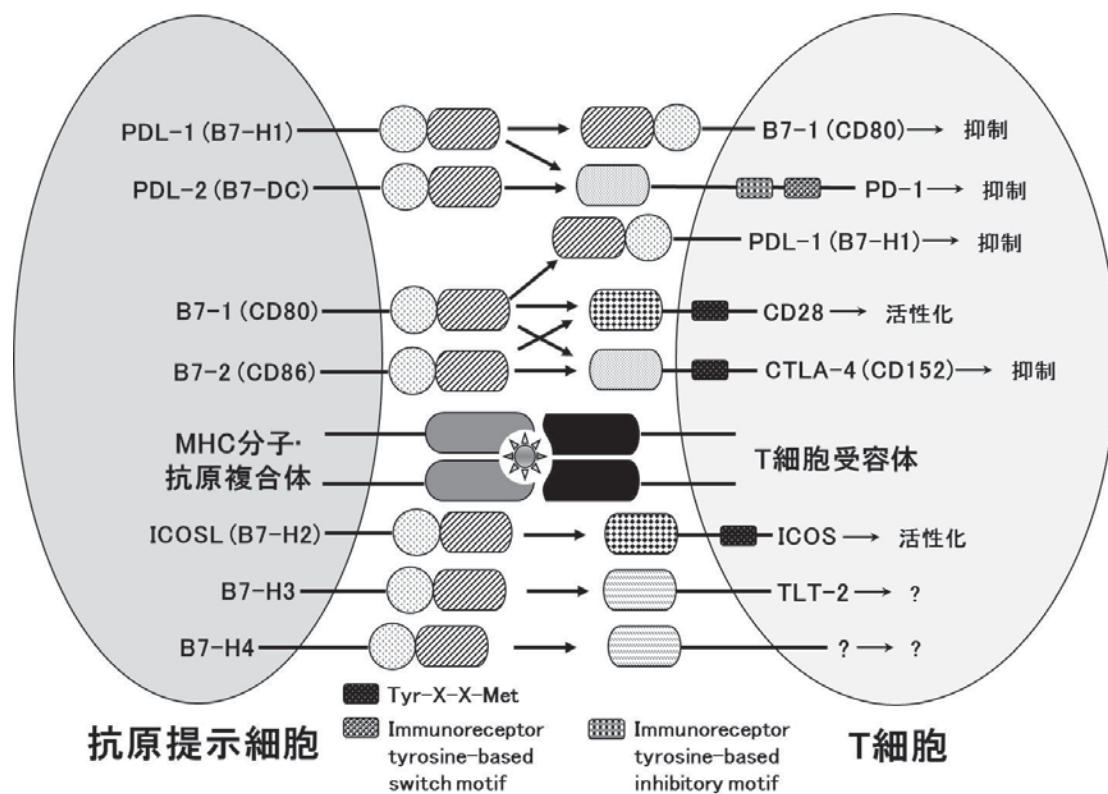 PDL-1(B7-H1)
B7-1(CD80)
抑制
PDL-2(B7-DC)
PD-1
抑制
PDL-1(B7-H1)
抑制
B7-1(CD80)
CD28
活性化
B7-2(CD86)
CTLA-4(CD152)
抑制
MHC分子・
抗原複合体
T細胞受容体
ICOSL(B7-H2)
ICOS
活性化
B7-H3
TLT-2
?
B7-H4
?
?
Tyr-X-X-Met
Immunoreceptor
tyrosine-based
switch motif
Immunoreceptor
tyrosine-based
inhibitory motif
抗原提示細胞
T細胞